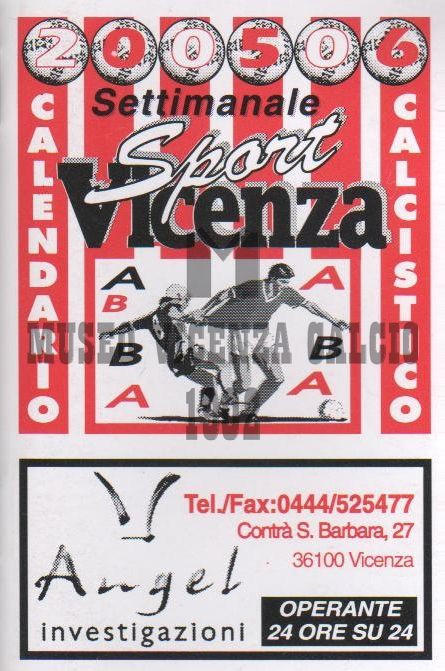 200506
CALENDARIO
CALCISTICO
Settimanale
Sport
Vicenza
A A
B
B B
A A
MUSEO VICENZA CALCIO
1902
Tel./Fax:0444/525477
Contrà S. Barbara, 27
36100 Vicenza
Angel
investigazioni
OPERANTE
24 ORE SU 24